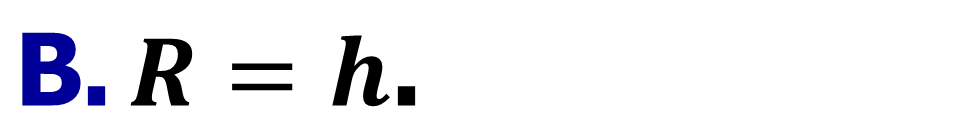 B. R = h.